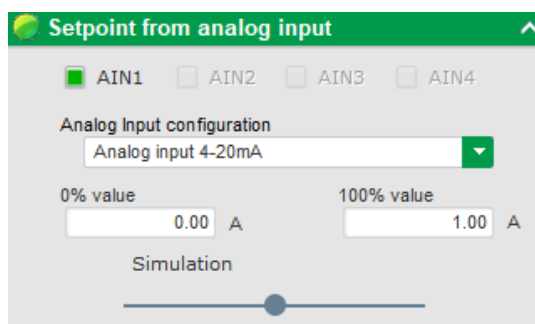 Setpoint from analog input
AIN1 AIN2 AIN3 AIN4
Analog Input configuration
Analog input 4-20mA
0% value 100% value
0.00 A 1.00 A
Simulation